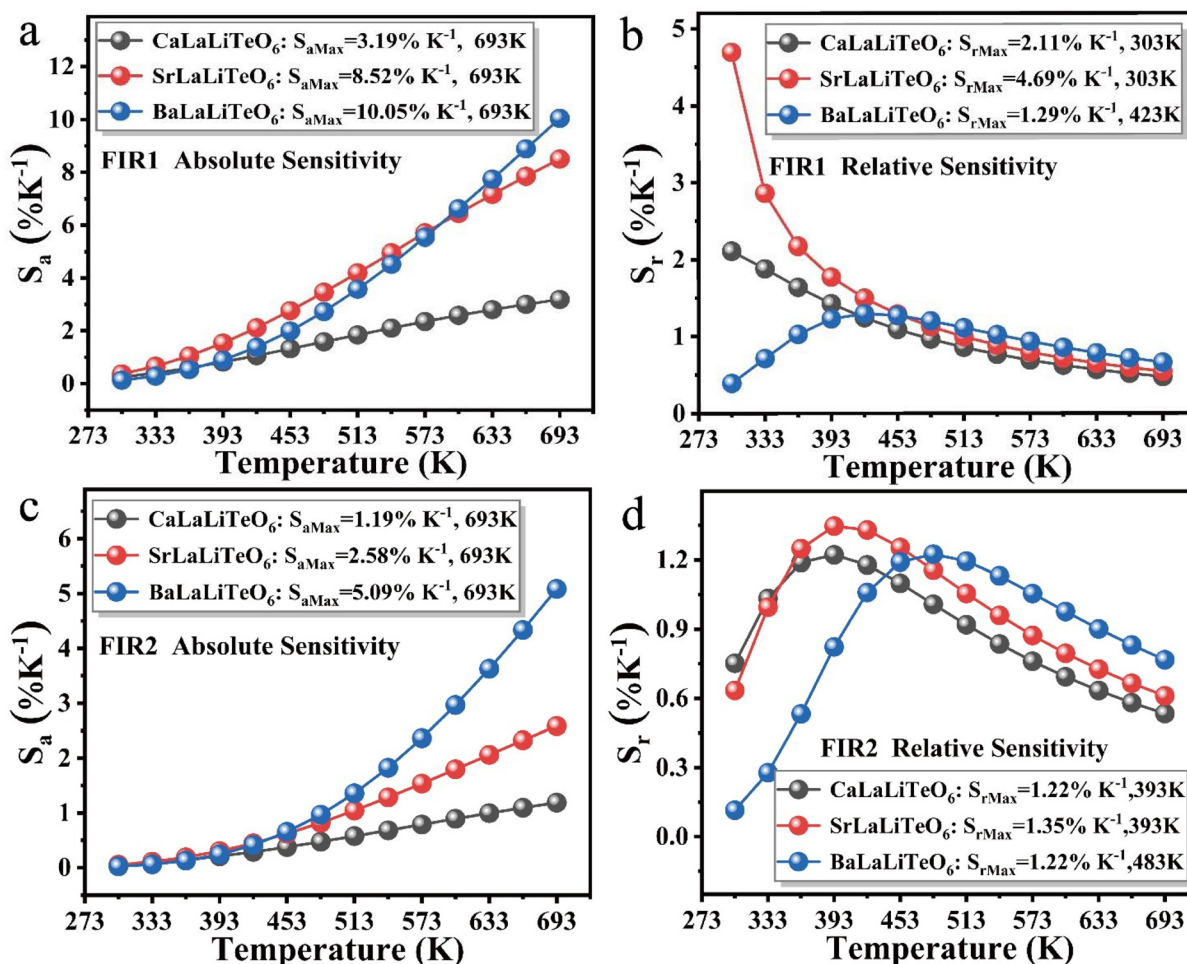 a
CaLaLiTeO₆: SₐMax=3.19% K⁻¹, 693K
SrLaLiTeO₆: SₐMax=8.52% K⁻¹, 693K
BaLaLiTeO₆: SₐMax=10.05% K⁻¹, 693K
FIR1 Absolute Sensitivity
Sₐ (%K⁻¹)
12
10
8
6
4
2
0
273 333 393 453 513 573 633 693
Temperature (K)
b
CaLaLiTeO₆: SᵣMax=2.11% K⁻¹, 303K
SrLaLiTeO₆: SᵣMax=4.69% K⁻¹, 303K
BaLaLiTeO₆: SᵣMax=1.29% K⁻¹, 423K
FIR1 Relative Sensitivity
Sᵣ (%K⁻¹)
5
4
3
2
1
0
273 333 393 453 513 573 633 693
Temperature (K)
c
CaLaLiTeO₆: SₐMax=1.19% K⁻¹, 693K
SrLaLiTeO₆: SₐMax=2.58% K⁻¹, 693K
BaLaLiTeO₆: SₐMax=5.09% K⁻¹, 693K
FIR2 Absolute Sensitivity
Sₐ (%K⁻¹)
6
5
4
3
2
1
0
273 333 393 453 513 573 633 693
Temperature (K)
d
Sᵣ (%K⁻¹)
1.2
0.9
0.6
0.3
0.0
FIR2 Relative Sensitivity
CaLaLiTeO₆: SᵣMax=1.22% K⁻¹,393K
SrLaLiTeO₆: SᵣMax=1.35% K⁻¹,393K
BaLaLiTeO₆: SᵣMax=1.22% K⁻¹,483K
273 333 393 453 513 573 633 693
Temperature (K)